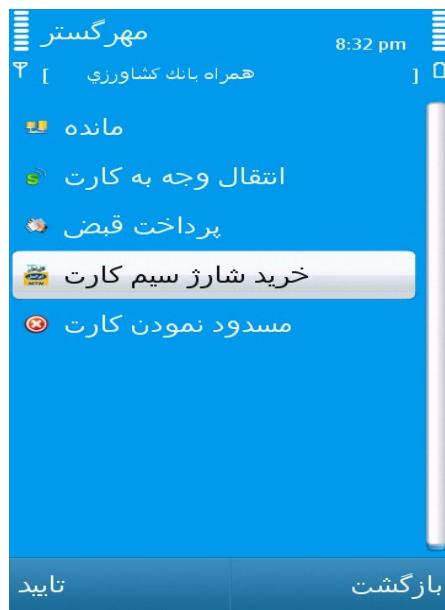 مهرگستر
8:32 pm
[ همراه بانك كشاورزي ]
مانده
انتقال وجه به کارت
پرداخت قبض
خرید شارژ سیم کارت
مسدود نمودن کارت
تایید
بازگشت